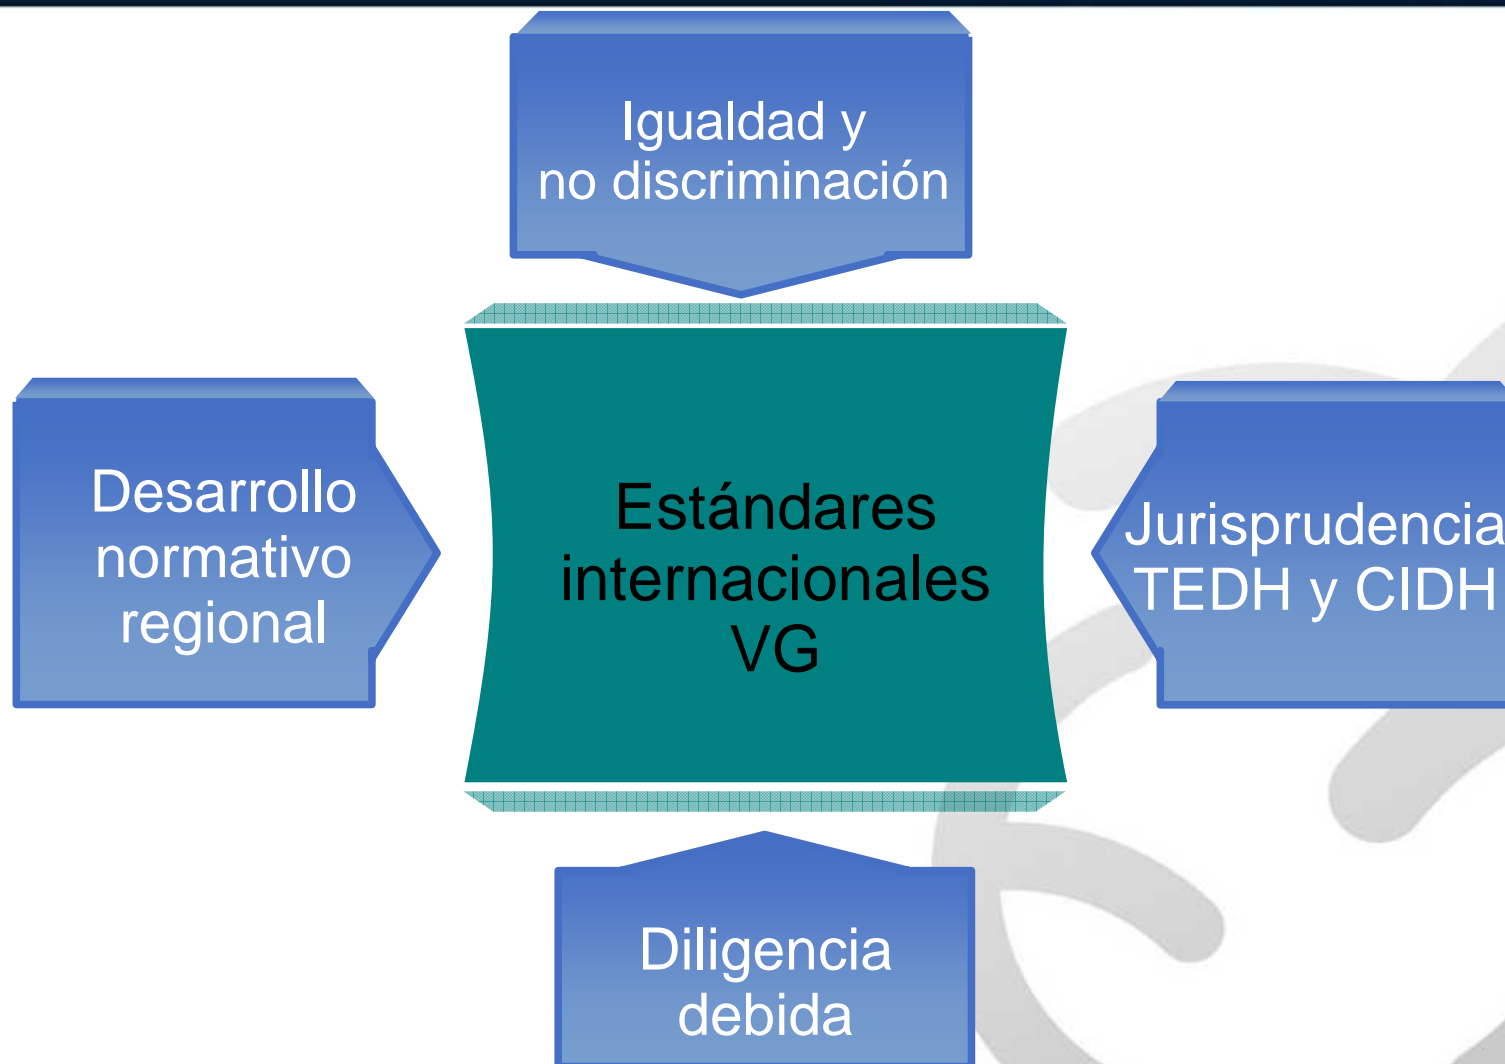 Igualdad y
no discriminación
Desarrollo
normativo
regional
Estándares
internacionales
VG
Jurisprudencia
TEDH y CIDH
Diligencia
debida